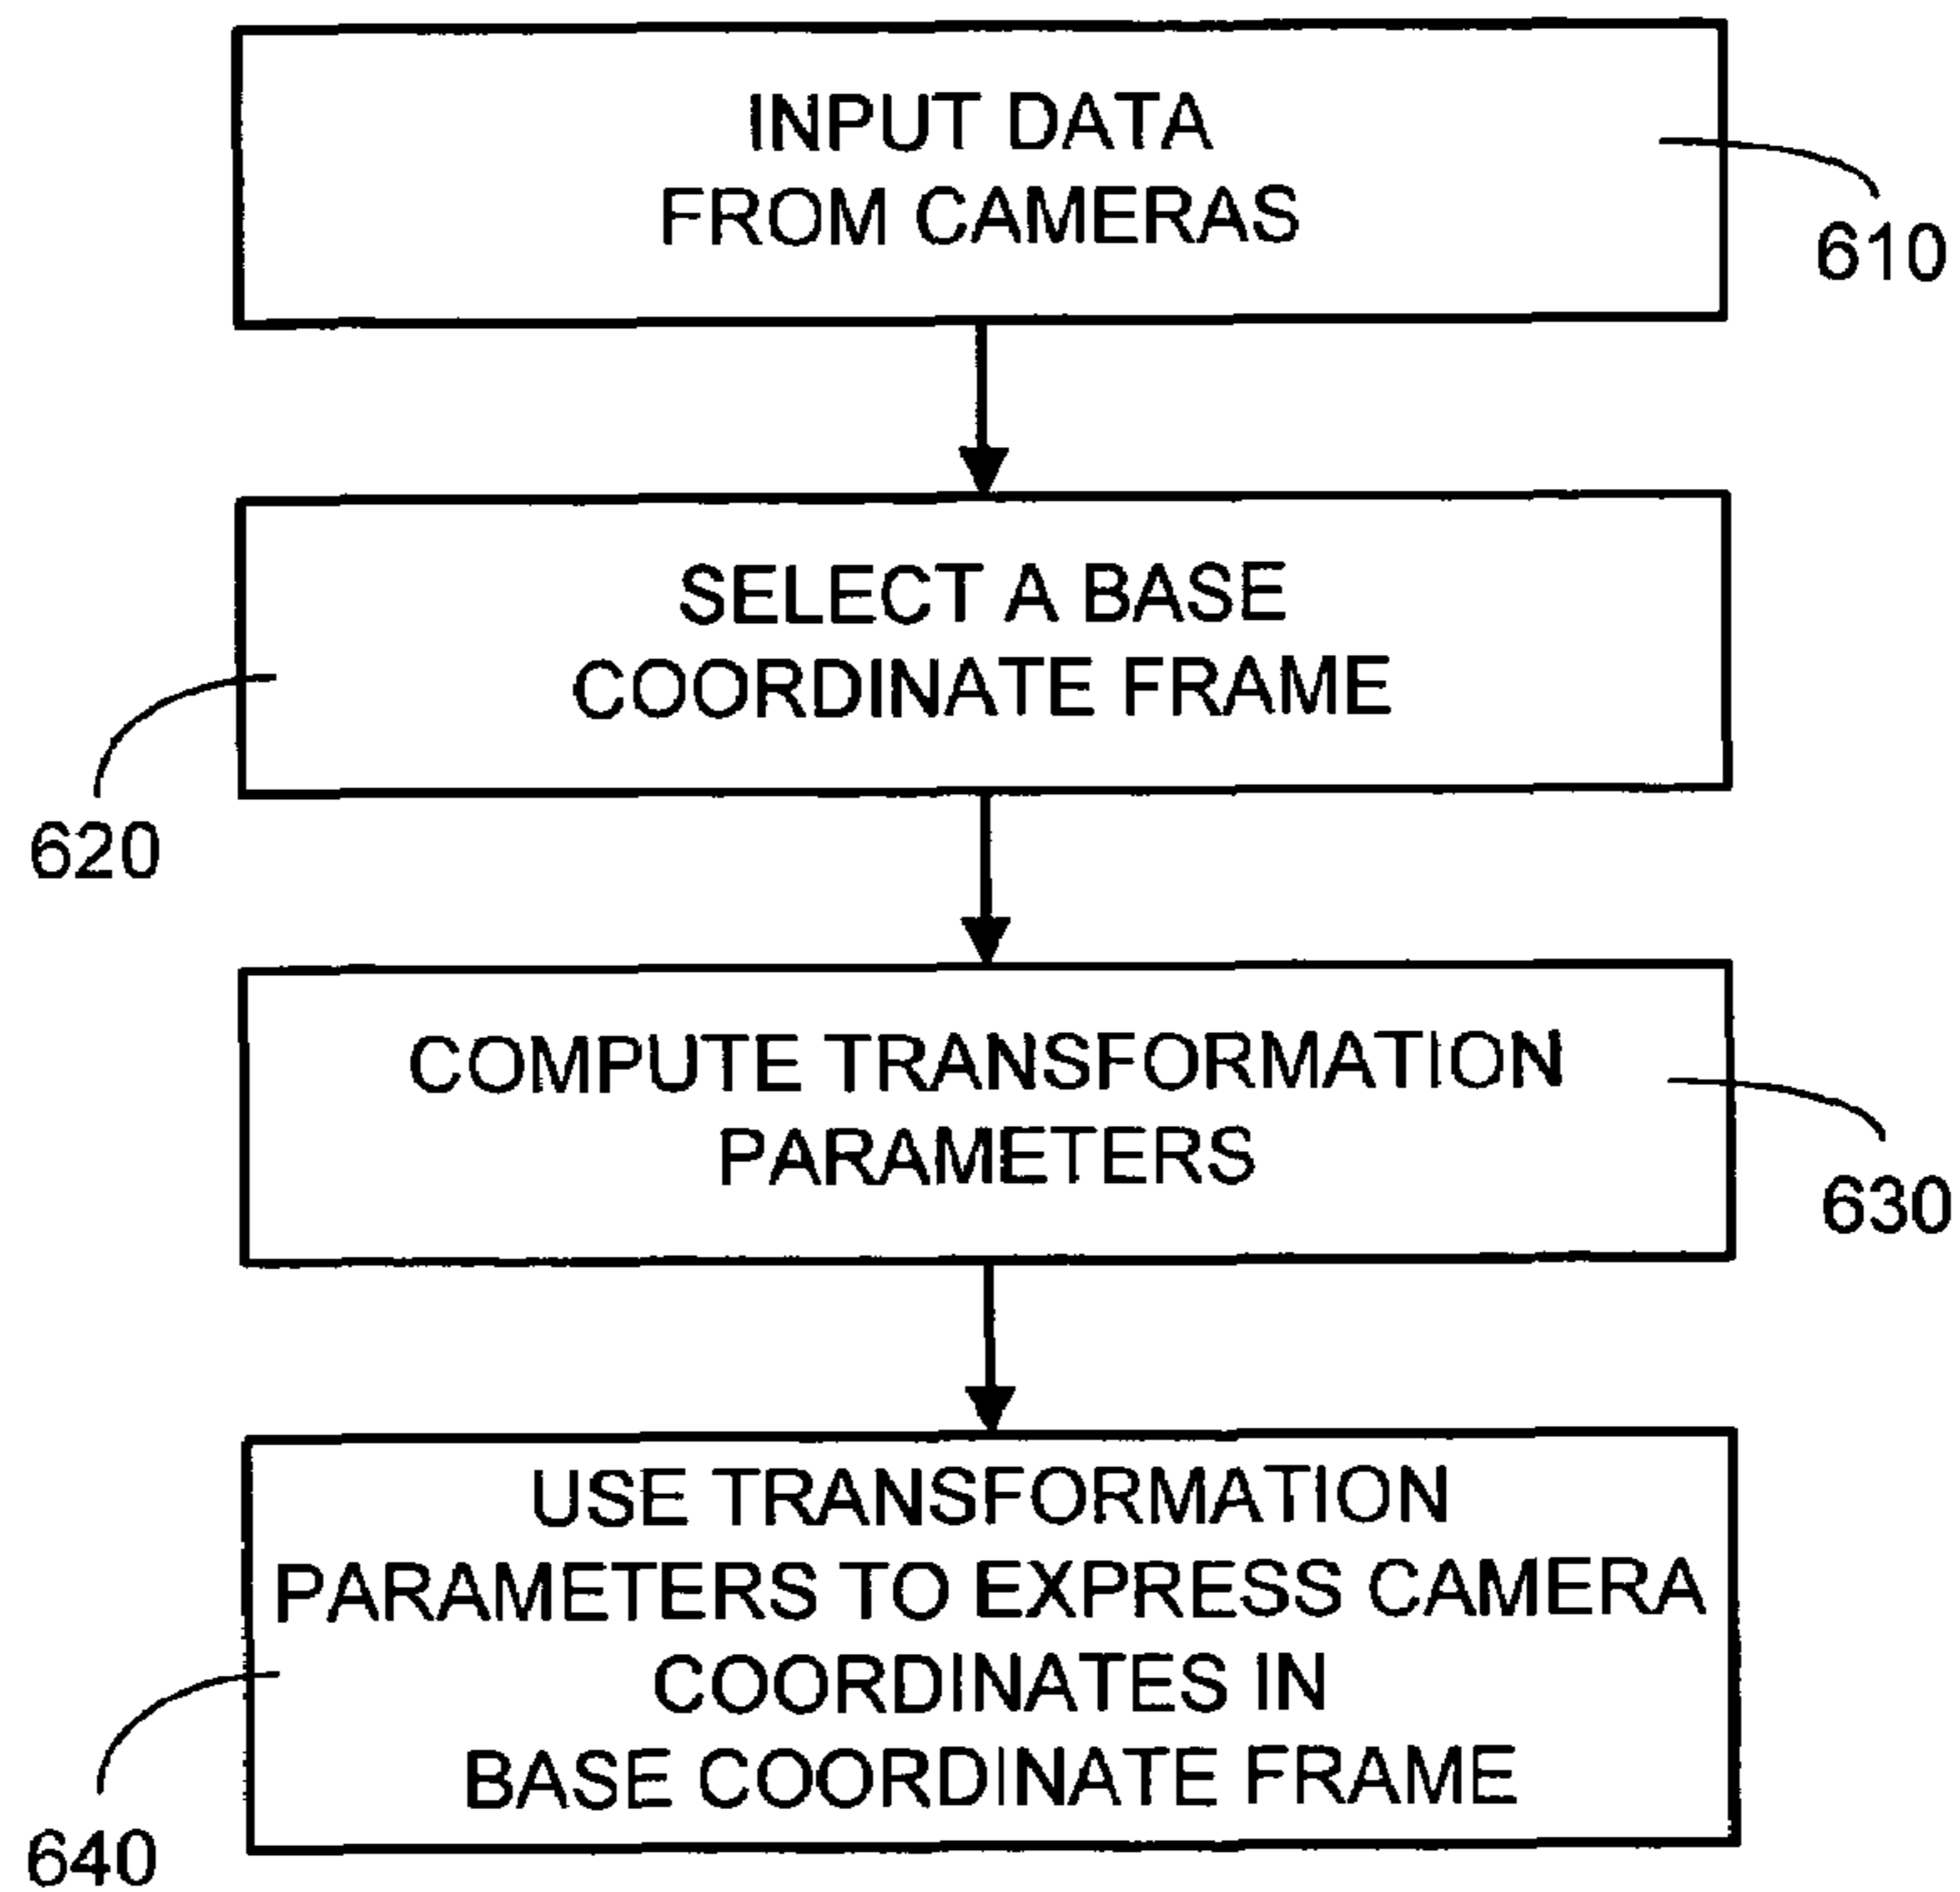 INPUT DATA
FROM CAMERAS
610
SELECT A BASE
COORDINATE FRAME
620
COMPUTE TRANSFORMATION
PARAMETERS
630
USE TRANSFORMATION
PARAMETERS TO EXPRESS CAMERA
COORDINATES IN
BASE COORDINATE FRAME
640